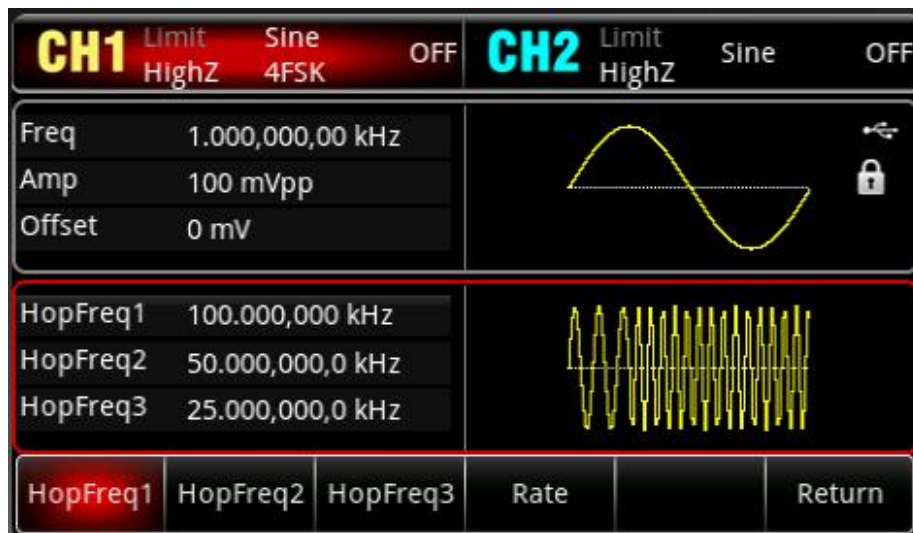 CH1 Limit Sine OFF CH2 Limit Sine OFF
HighZ 4FSK HighZ
Freq 1.000,000,00 kHz
Amp 100 mVpp
Offset 0 mV
HopFreq1 100.000,000 kHz
HopFreq2 50.000,000,0 kHz
HopFreq3 25.000,000,0 kHz
HopFreq1 HopFreq2 HopFreq3 Rate Return